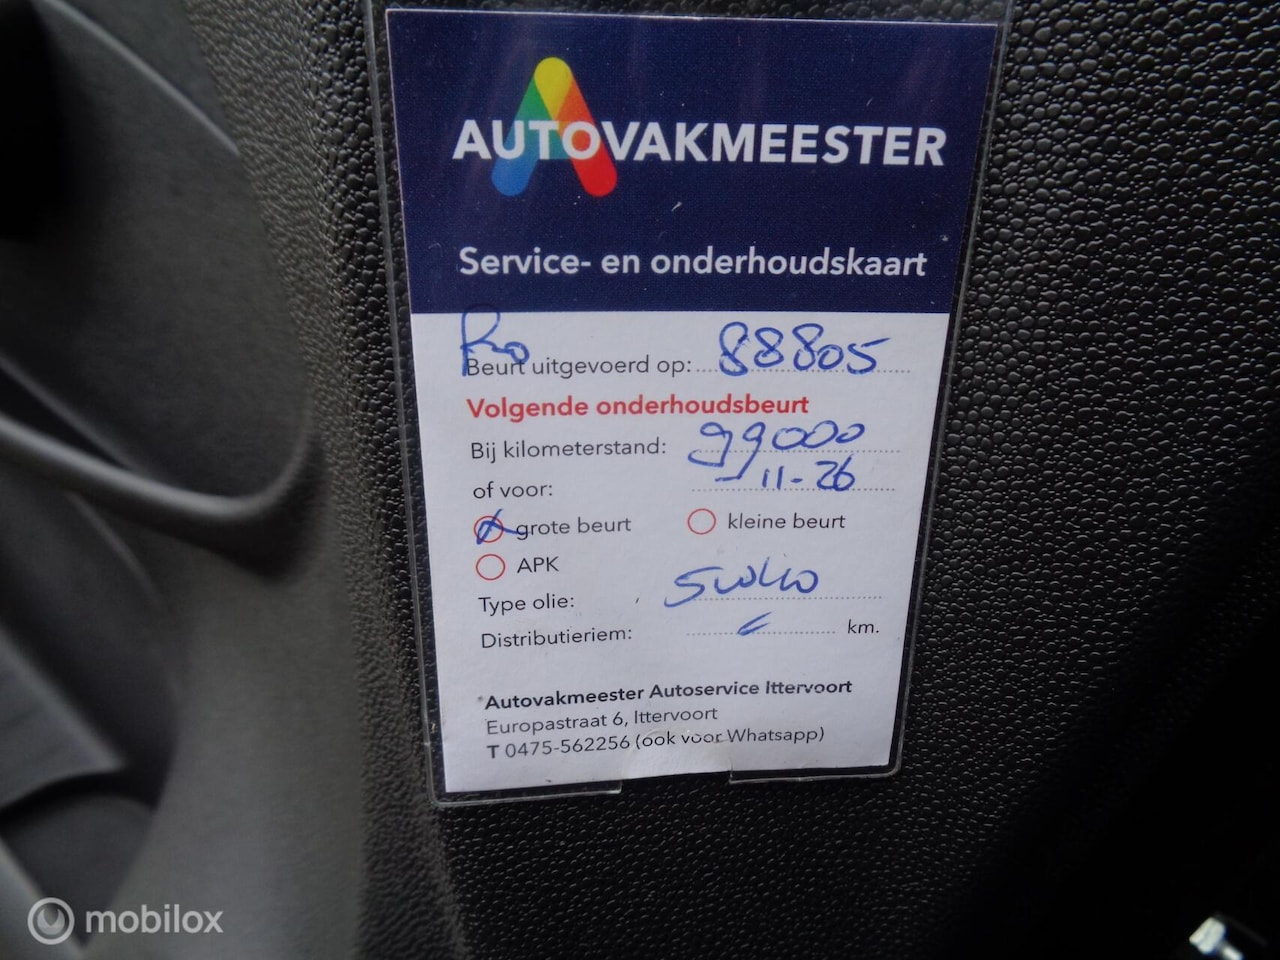 AUTOVAKMEESTER
Service- en onderhoudskaart
Beurt uitgevoerd op: 88805
Volgende onderhoudsbeurt
Bij kilometerstand: 99000
of voor: 11-26
grote beurt kleine beurt
APK
Type olie: 5W40
Distributieriem: km.
Autovakmeester Autoservice Ittervoort
Europastraat 6, Ittervoort
T 0475-562256 (ook voor Whatsapp)
mobilox